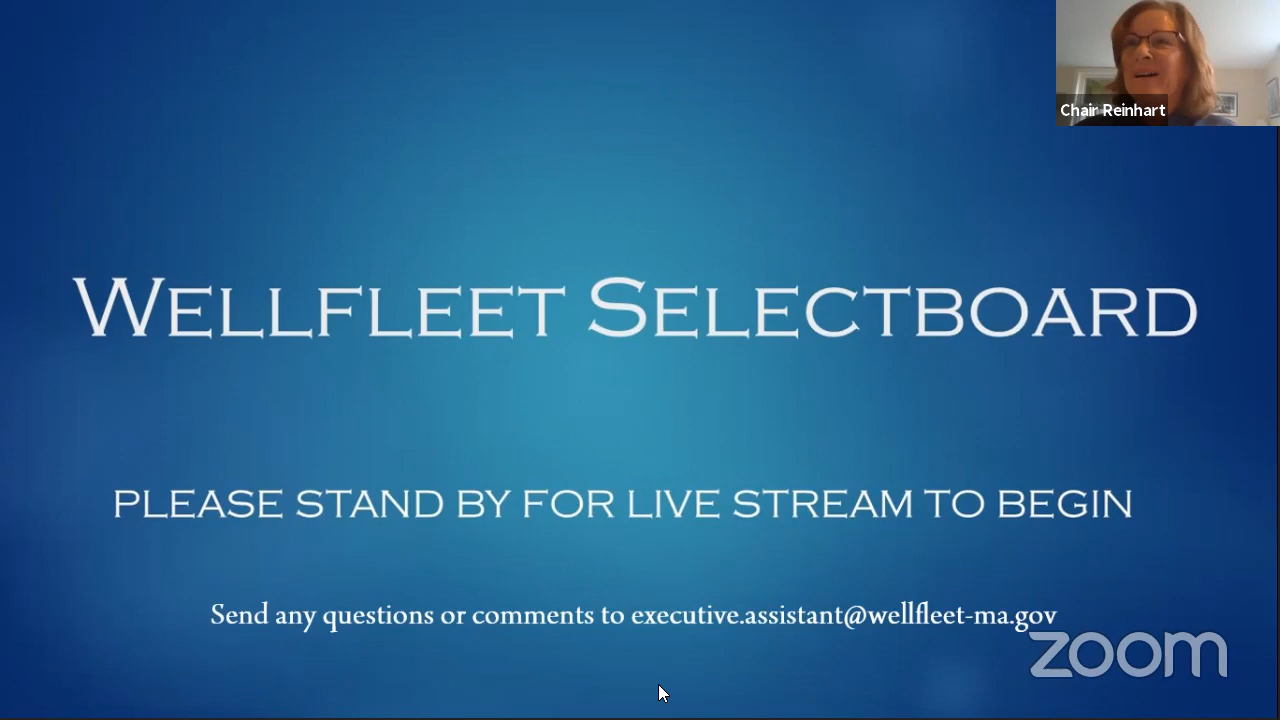 Chair Reinhart
WELLFLEET SELECTBOARD
PLEASE STAND BY FOR LIVE STREAM TO BEGIN
Send any questions or comments to executive.assistant@wellfleet-ma.gov
zoom